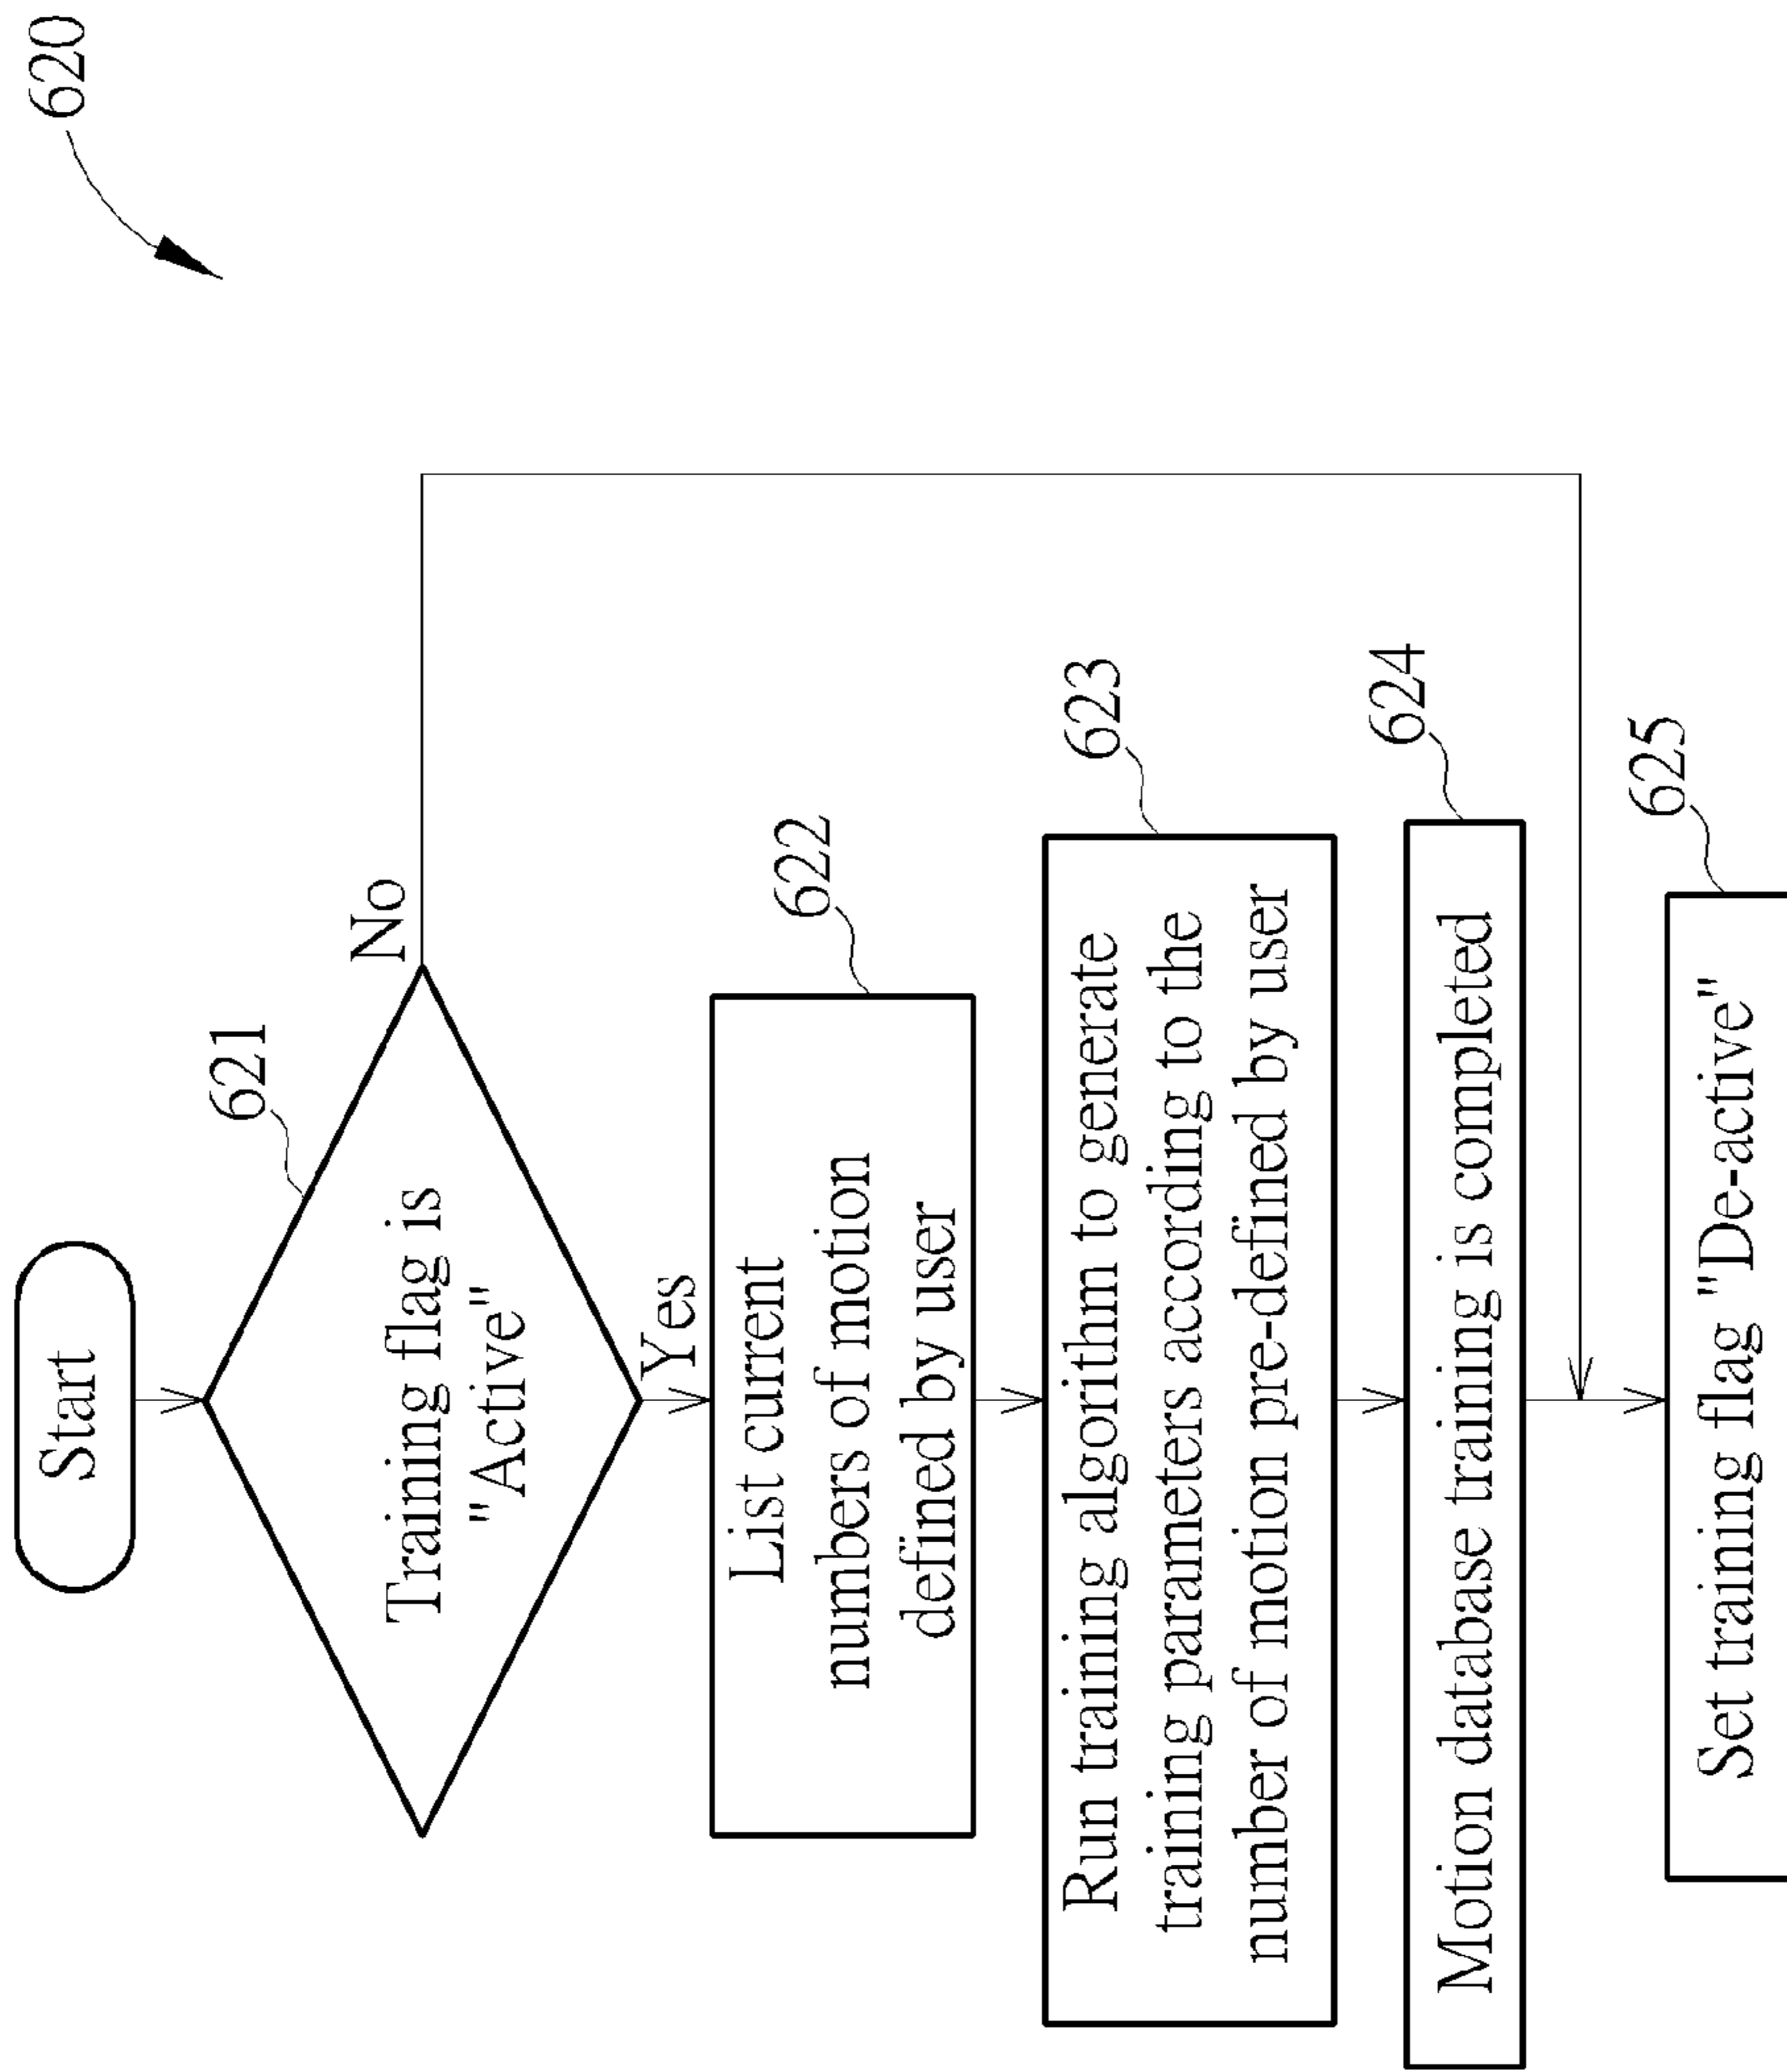 620
Start
621
Training flag is
"Active"
No
Yes
622
List current
numbers of motion
defined by user
623
Run training algorithm to generate
training parameters according to the
number of motion pre-defined by user
624
Motion database training is completed
625
Set training flag "De-active"